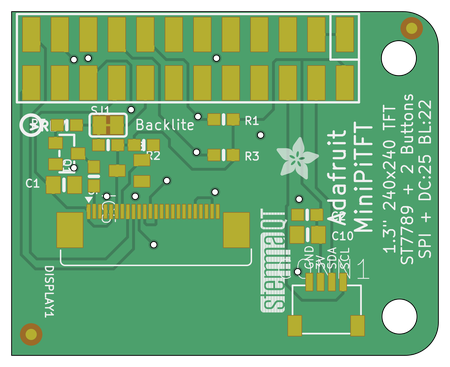 SJ1
Backlite
R1
R2
R3
C1
C10
DISPLAY1
Adafruit
MiniPiTFT
1.3" 240x240 TFT
ST7789 + 2 Buttons
SPI + DC:25 BL:22
stemmaQT
GND
3V
SDA
SCL
1